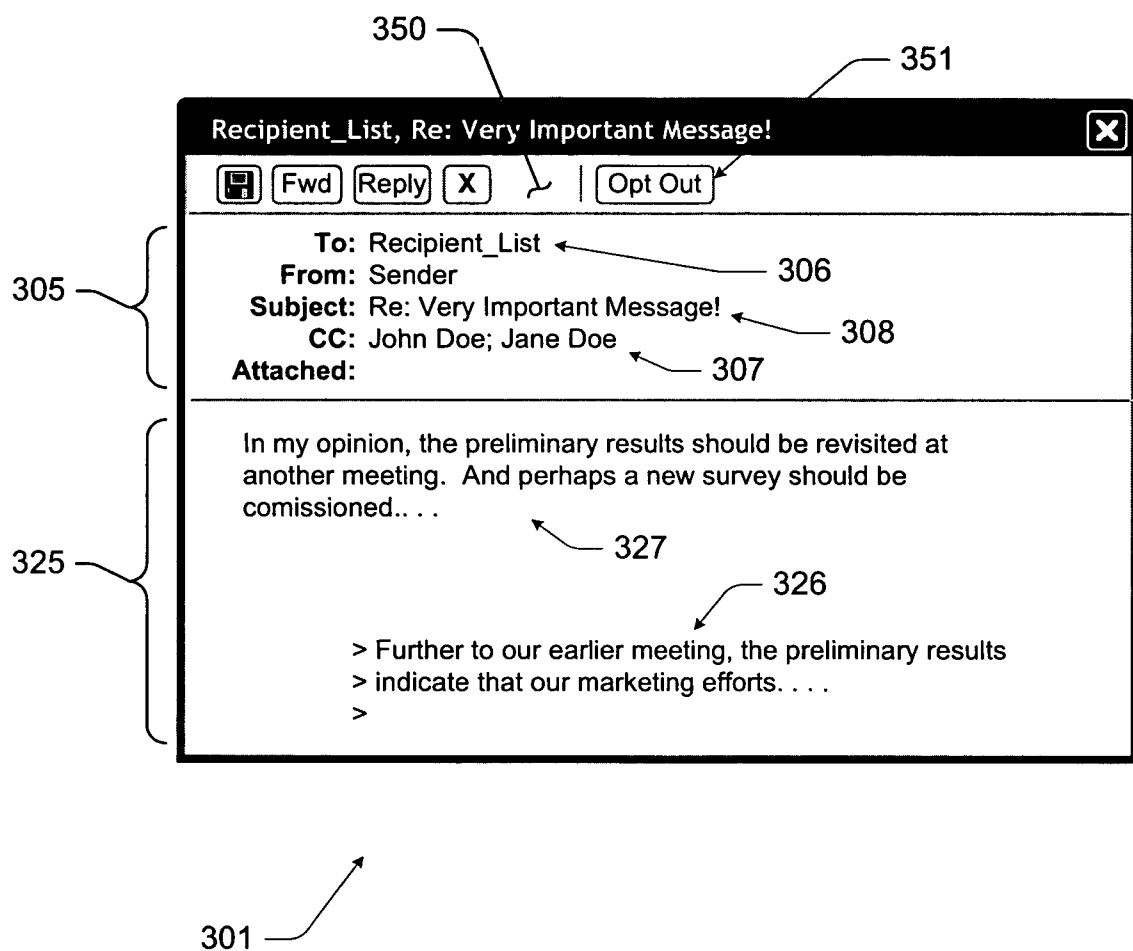 350
351
Recipient_List, Re: Very Important Message! X
Fwd Reply X Opt Out
To: Recipient_List
306
From: Sender
305
Subject: Re: Very Important Message!
308
CC: John Doe; Jane Doe
307
Attached:
In my opinion, the preliminary results should be revisited at
another meeting. And perhaps a new survey should be
comissioned.. . .
327
325
326
> Further to our earlier meeting, the preliminary results
> indicate that our marketing efforts. . . .
>
301